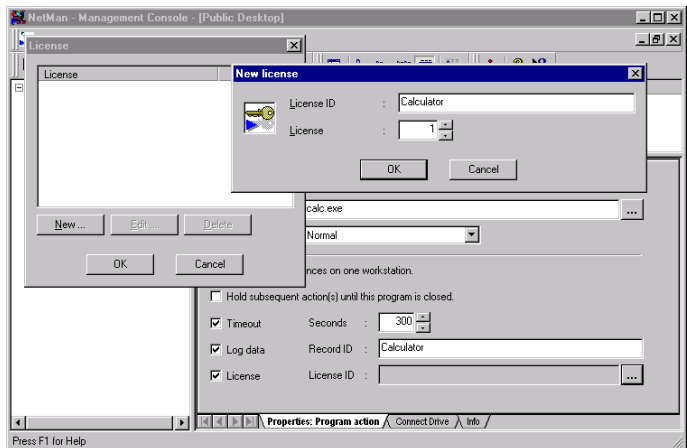 NetMan - Management Console - [Public Desktop]
License
License
New license
License ID : Calculator
License : 1
OK Cancel
calc.exe ...
New ... Edit ... Delete
Normal
OK Cancel
nces on one workstation.
Hold subsequent action(s) until this program is closed.
Timeout Seconds : 300
Log data Record ID : Calculator
License License ID : ...
Properties: Program action Connect Drive Info
Press F1 for Help